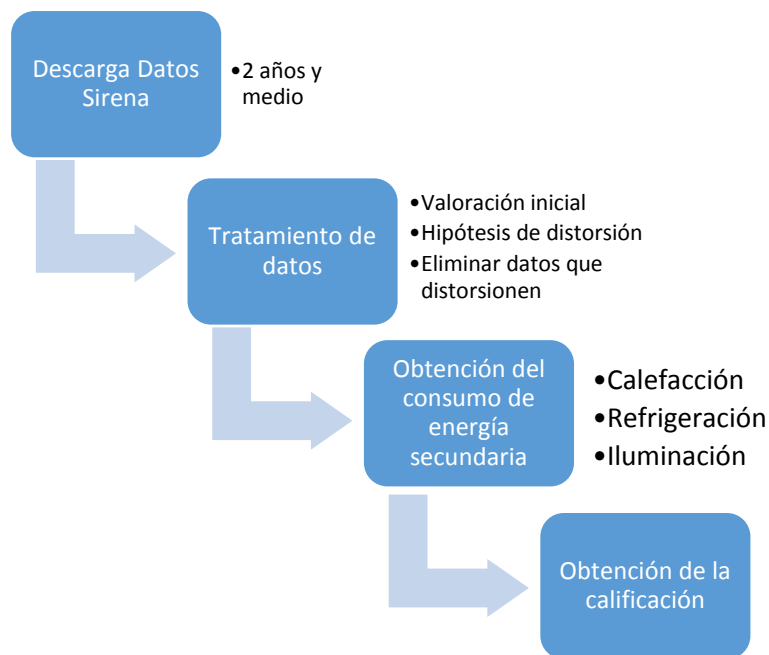 Descarga Datos
Sirena
•2 años y
medio
Tratamiento de
datos
•Valoración inicial
•Hipótesis de distorsión
•Eliminar datos que
distorsionen
Obtención del
consumo de
energía
secundaria
•Calefacción
•Refrigeración
•Iluminación
Obtención de la
calificación